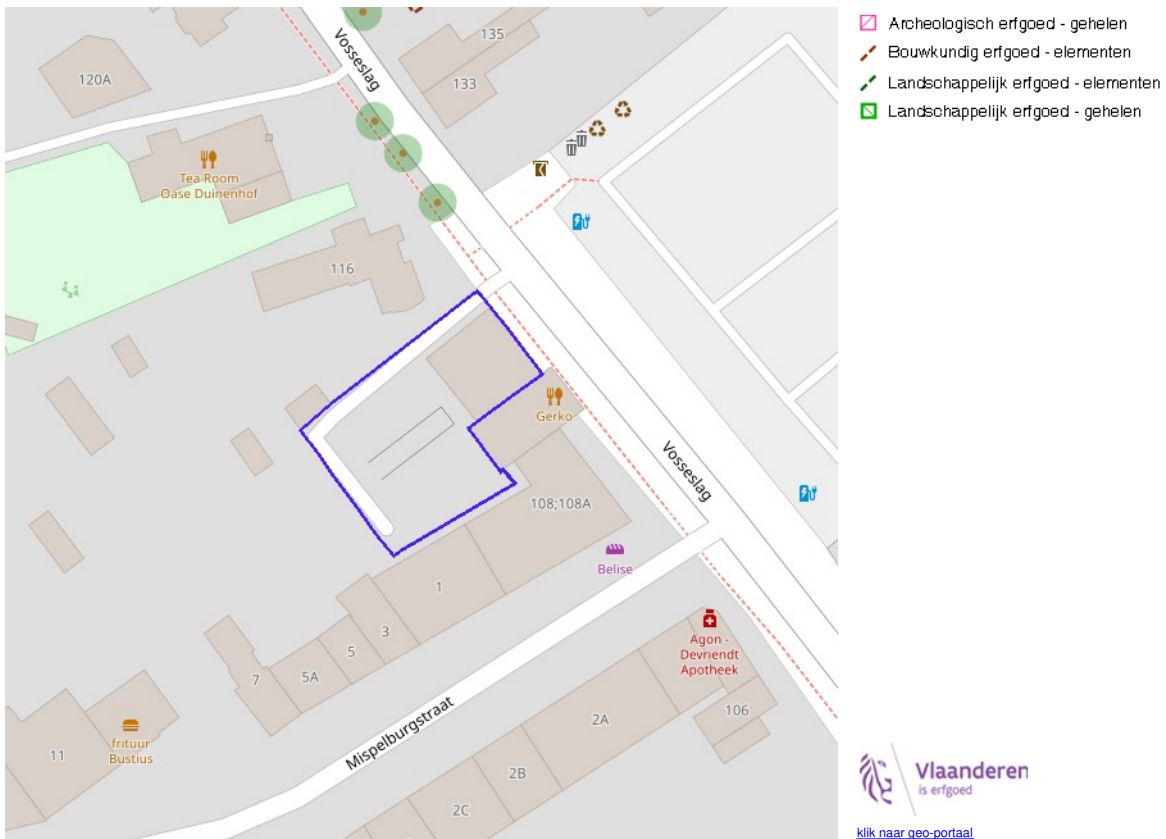 Vosseslag
135
133
120A
Tea Room
Oase Duinenhof
116
Gerko
Vosseslag
108;108A
Belise
1
3
5
5A
7
Agon -
Devriendt
Apotheek
106
2A
Mispelburgstraat
frituur
Bustius
11
2B
2C
Archeologisch erfgoed - gehelen
Bouwkundig erfgoed - elementen
Landschappelijk erfgoed - elementen
Landschappelijk erfgoed - gehelen
Vlaanderen
is erfgoed
klik naar geo-portaal